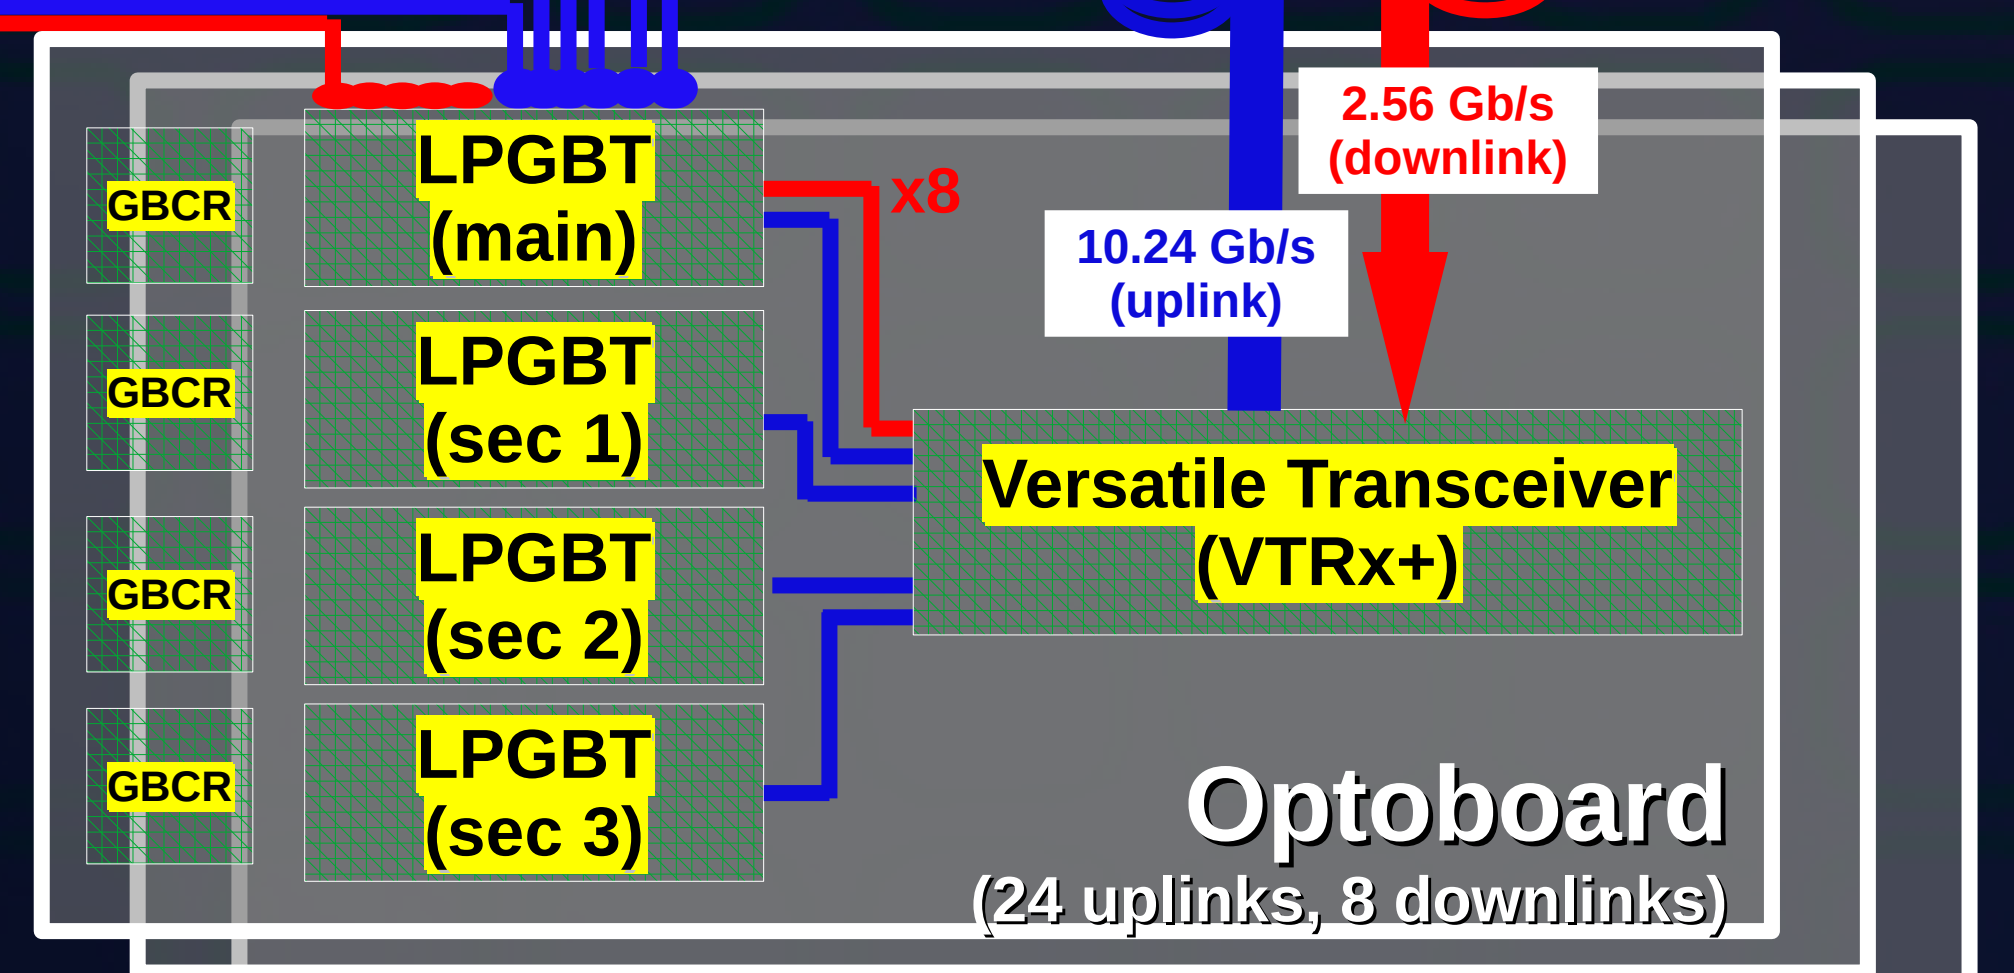 2.56 Gb/s
(downlink)
GBCR
LPGBT
(main)
x8
10.24 Gb/s
(uplink)
GBCR
LPGBT
(sec 1)
Versatile Transceiver
(VTRx+)
GBCR
LPGBT
(sec 2)
GBCR
LPGBT
(sec 3)
Optoboard
(24 uplinks, 8 downlinks)